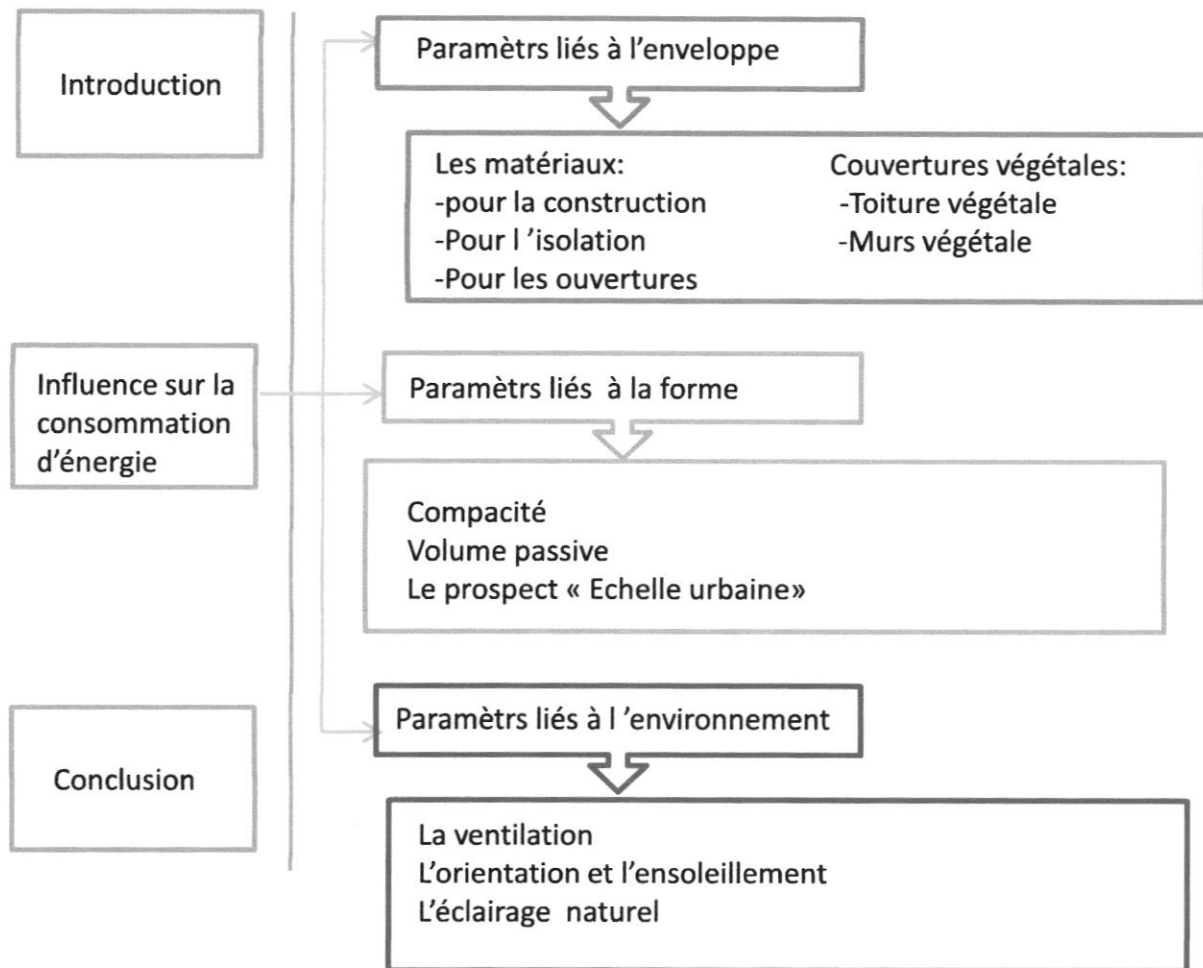 Introduction
Influence sur la
consommation
d'énergie
Conclusion
Paramètrs liés à l'enveloppe
Les matériaux:
-pour la construction
-Pour l 'isolation
-Pour les ouvertures
Couvertures végétales:
-Toiture végétale
-Murs végétale
Paramètrs liés à la forme
Compacité
Volume passive
Le prospect « Echelle urbaine»
Paramètrs liés à l 'environnement
La ventilation
L'orientation et l'ensoleillement
L'éclairage naturel